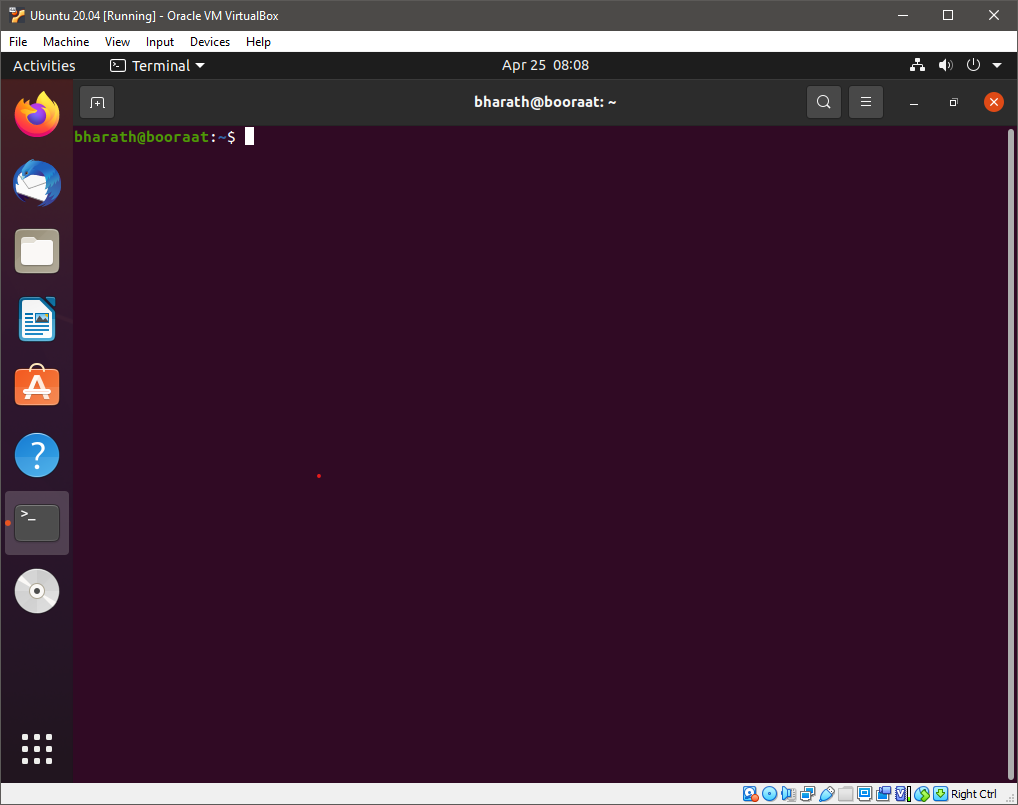 Ubuntu 20.04 [Running] - Oracle VM VirtualBox
File Machine View Input Devices Help
Activities Terminal Apr 25 08:08
bharath@booraat: ~
bharath@booraat:~$
?
>_
Right Ctrl